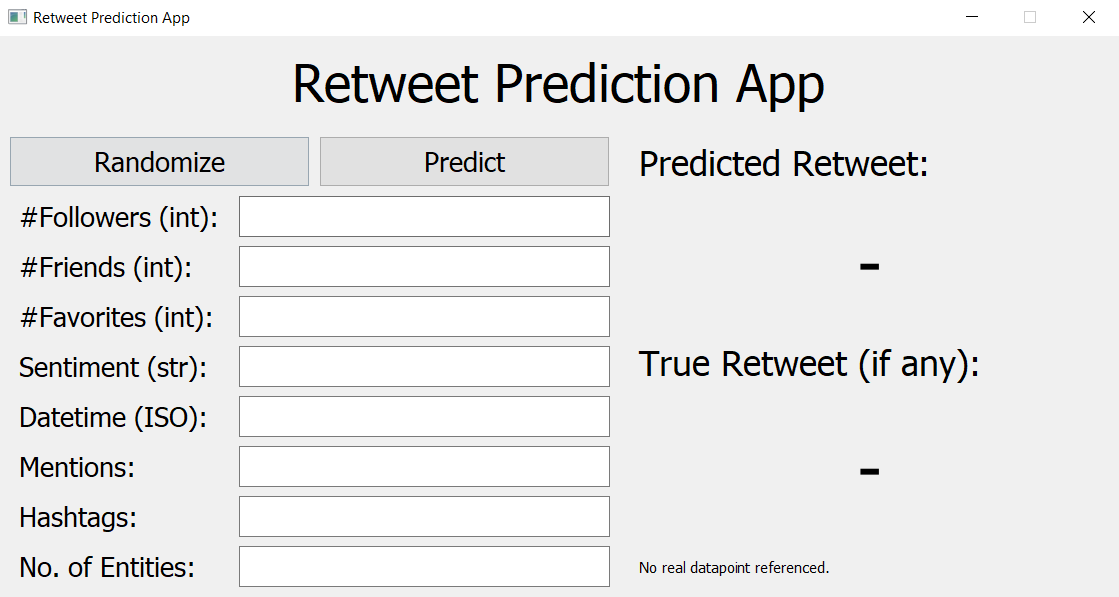 Retweet Prediction App
Retweet Prediction App
Randomize
Predict
#Followers (int):
#Friends (int):
#Favorites (int):
Sentiment (str):
Datetime (ISO):
Mentions:
Hashtags:
No. of Entities:
Predicted Retweet:
-
True Retweet (if any):
-
No real datapoint referenced.